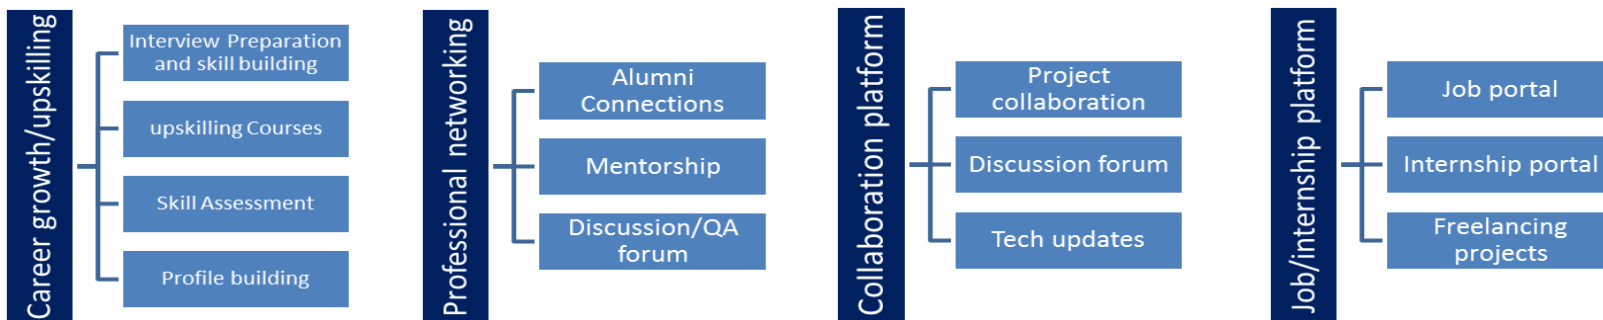 Career growth/upskilling
Interview Preparation
and skill building
upskilling Courses
Skill Assessment
Profile building
Professional networking
Alumni
Connections
Mentorship
Discussion/QA
forum
Collaboration platform
Project
collaboration
Discussion forum
Tech updates
Job/internship platform
Job portal
Internship portal
Freelancing
projects